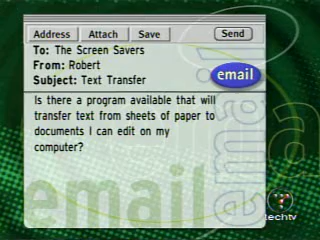 Address Attach Save Send
To: The Screen Savers
From: Robert
Subject: Text Transfer
email
Is there a program available that will
transfer text from sheets of paper to
documents I can edit on my
computer?
email
email
techtv